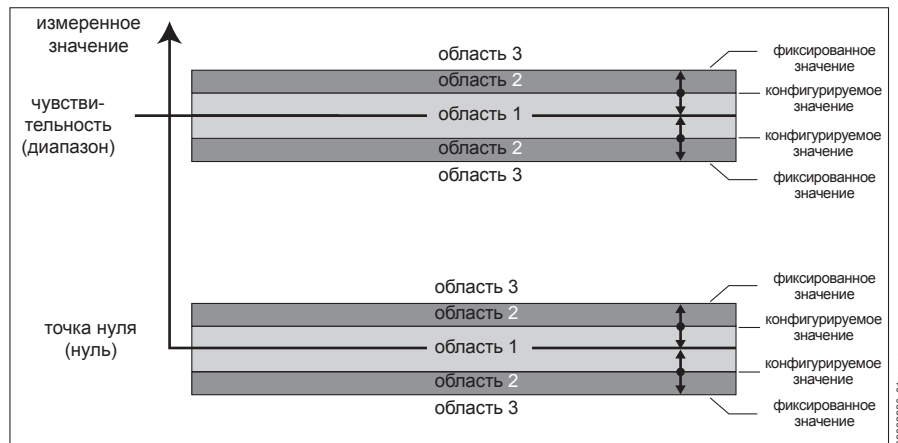 измеренное
значение
область 3
фиксированное
значение
область 2
конфигурируемое
значение
чувстви-
тельность
(диапазон)
область 1
конфигурируемое
значение
область 2
область 3
фиксированное
значение
область 3
фиксированное
значение
область 2
конфигурируемое
значение
точка нуля
(нуль)
область 1
конфигурируемое
значение
область 2
область 3
фиксированное
значение